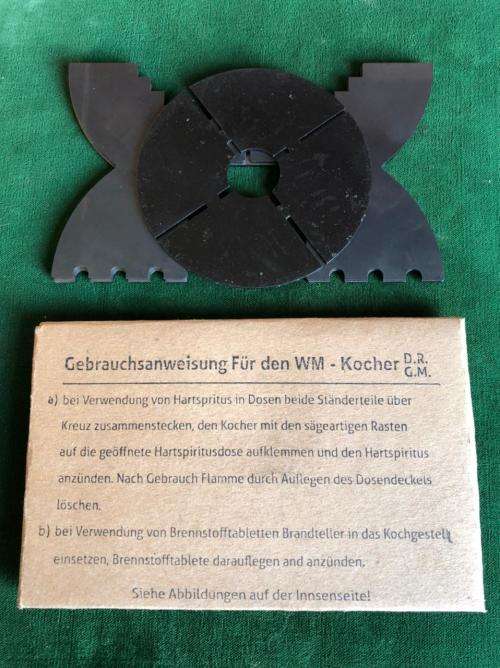 Gebrauchsanweisung Für den WM - Kocher D.R.G.M.
a) bei Verwendung von Hartspritus in Dosen beide Ständerteile über
Kreuz zusammenstecken, den Kocher mit den sägeartigen Rasten
auf die geöffnete Hartspiritusdose aufklemmen und den Hartspiritus
anzünden. Nach Gebrauch Flamme durch Auflegen des Dosendeckels
löschen.
b) bei Verwendung von Brennstofftabletten Brandteller in das Kochgestell
einsetzen, Brennstofftablete darauflegen and anzünden.
Siehe Abbildungen auf der Innsenseite!